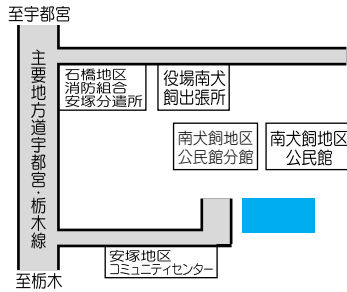 至宇都宮
主要地方道宇都宮・栃木線
石橋地区
消防組合
安塚分遣所
役場南犬
飼出張所
南犬飼地区
公民館分館
南犬飼地区
公民館
安塚地区
コミュニティセンター
至栃木